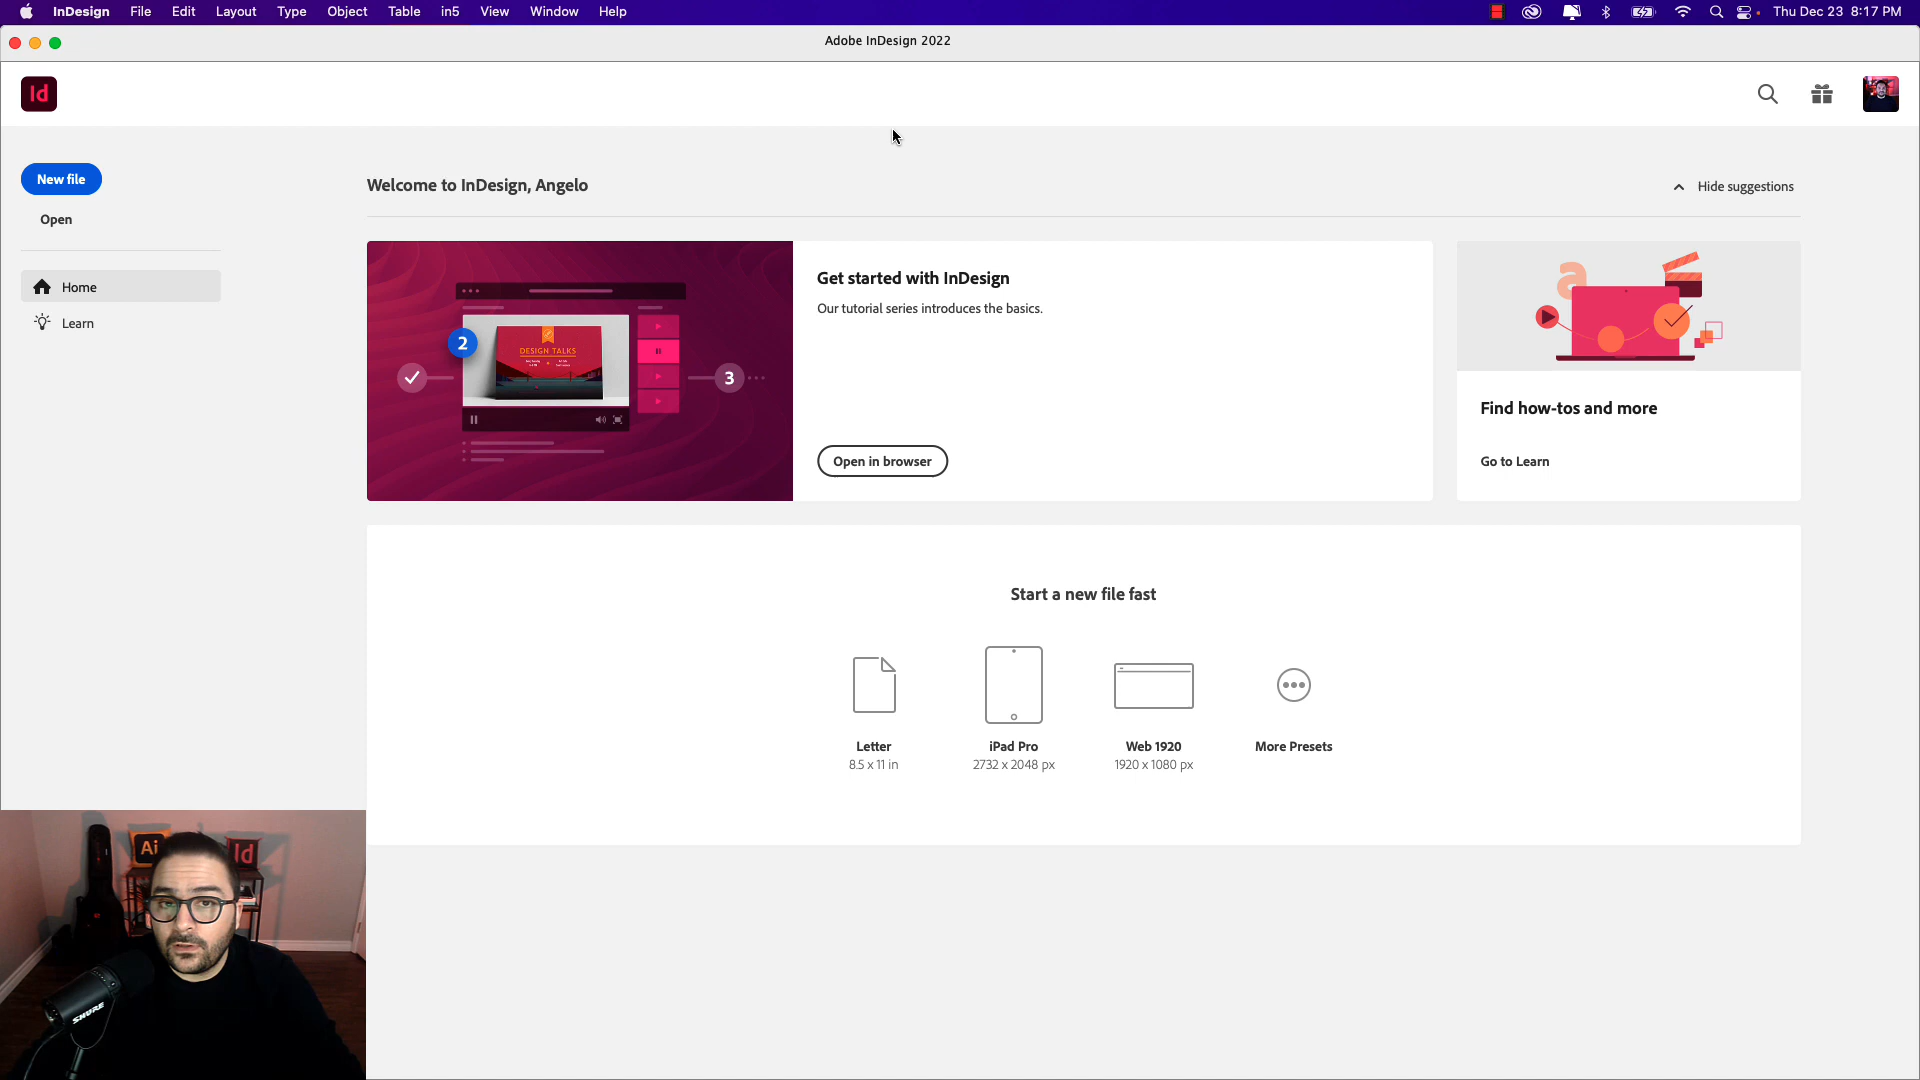 InDesign File Edit Layout Type Object Table in5 View Window Help Thu Dec 23 8:17 PM
Adobe InDesign 2022
Id
New file
Open
Home
Learn
Welcome to InDesign, Angelo
Hide suggestions
2
DESIGN TALKS
3
Get started with InDesign
Our tutorial series introduces the basics.
Open in browser
a
Find how-tos and more
Go to Learn
Start a new file fast
Letter
8.5 x 11 in
iPad Pro
2732 x 2048 px
Web 1920
1920 x 1080 px
More Presets
Ai
Id
SHURE